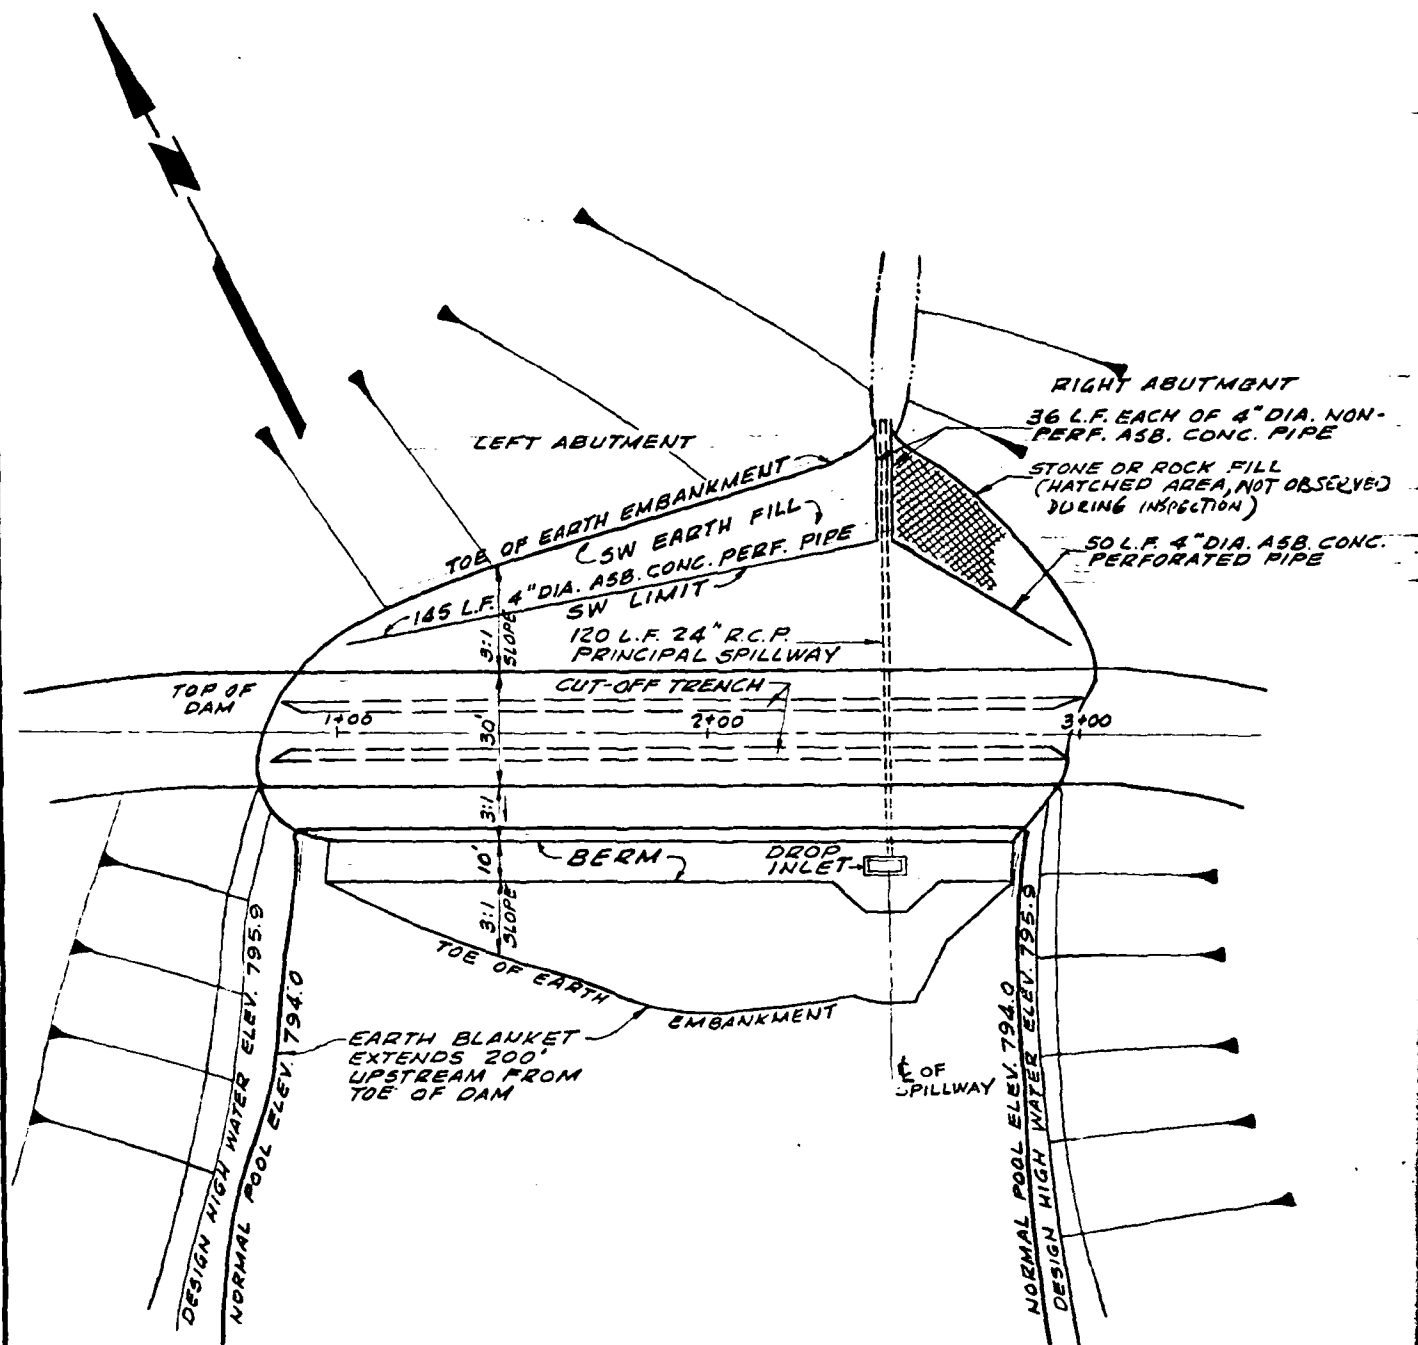 N
RIGHT ABUTMENT
36 L.F. EACH OF 4" DIA. NON-
PERF. ASB. CONC. PIPE
LEFT ABUTMENT
STONE OR ROCK FILL
(HATCHED AREA, NOT OBSERVED
DURING INSPECTION)
TOE OF EARTH EMBANKMENT
SW EARTH FILL
50 L.F. 4" DIA. ASB. CONC.
PERFORATED PIPE
145 L.F. 4" DIA. ASB. CONC. PERF. PIPE
SW LIMIT
3:1
SLOPE
120 L.F. 24" R.C.P.
PRINCIPAL SPILLWAY
TOP OF
DAM
CUT-OFF TRENCH
1+00
2+00
3+00
30'
3:1
10'
BERM
DROP
INLET
3:1
SLOPE
TOE OF EARTH
EMBANKMENT
EARTH BLANKET
EXTENDS 200'
UPSTREAM FROM
TOE OF DAM
℄ OF
SPILLWAY
DESIGN HIGH WATER ELEV. 795.9
NORMAL POOL ELEV. 794.0
NORMAL POOL ELEV. 794.0
DESIGN HIGH WATER ELEV. 795.9